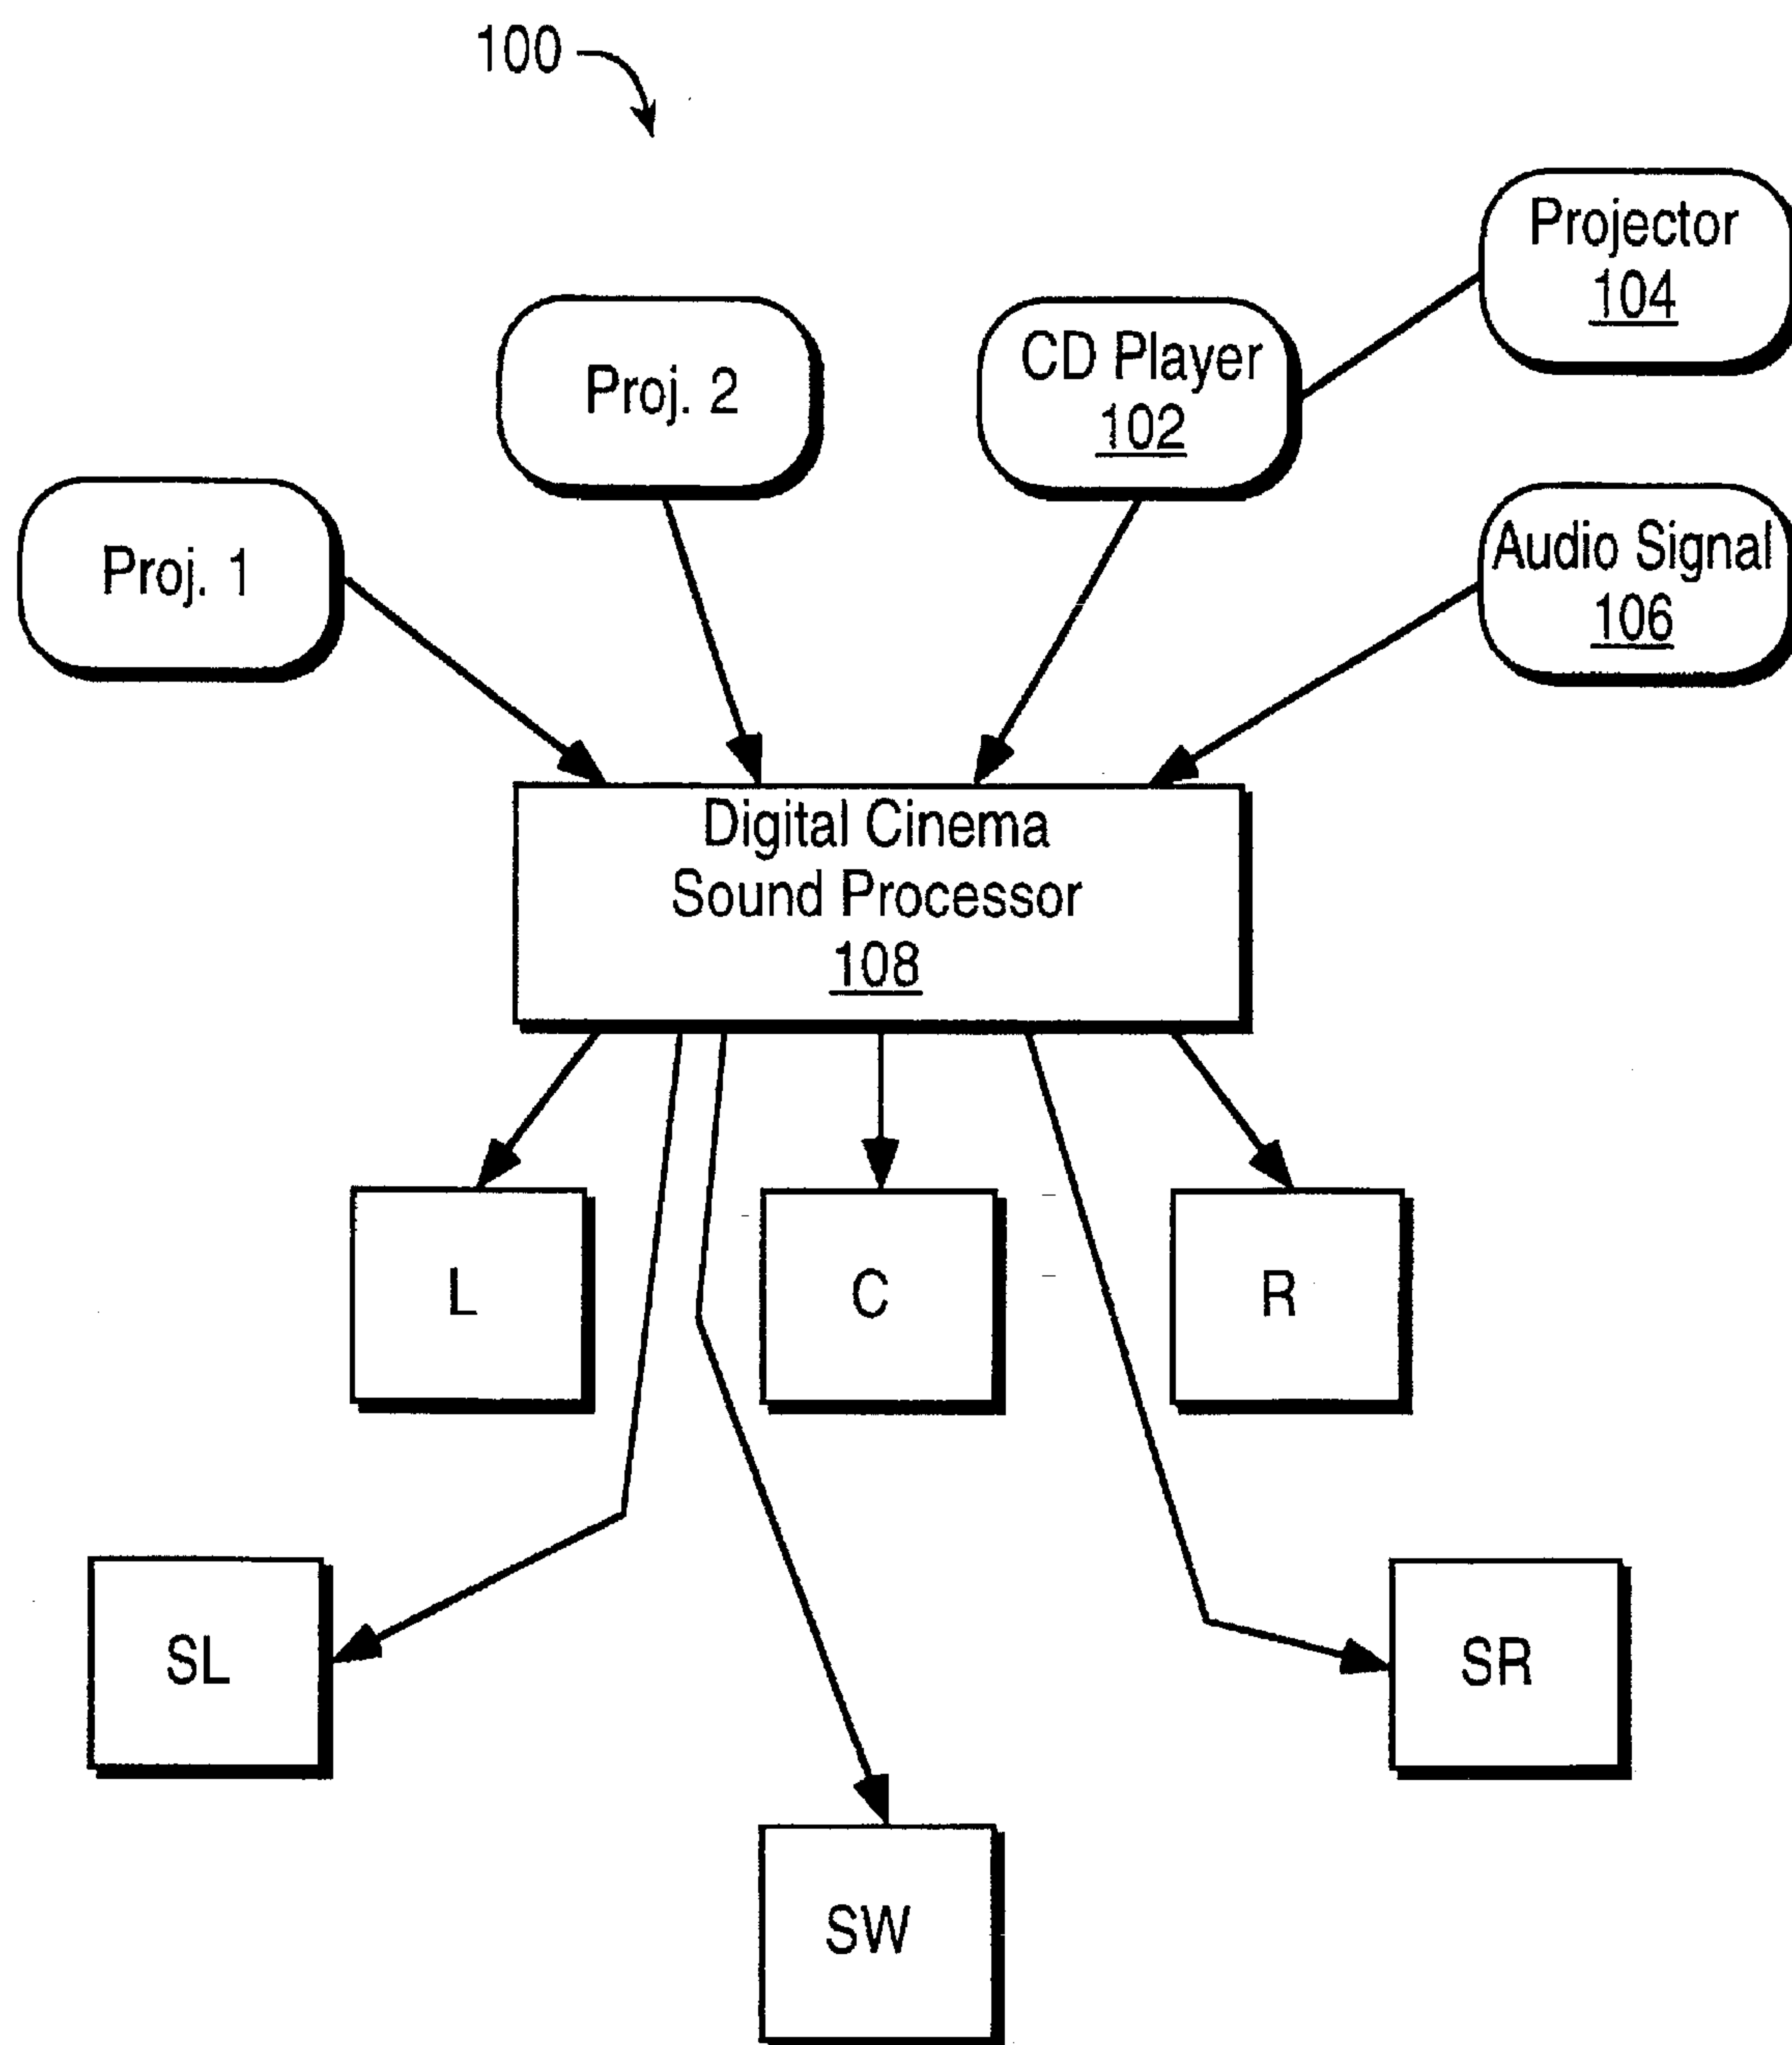 100
Projector
104
Proj. 2
CD Player
102
Proj. 1
Audio Signal
106
Digital Cinema
Sound Processor
108
L
C
R
SL
SR
SW